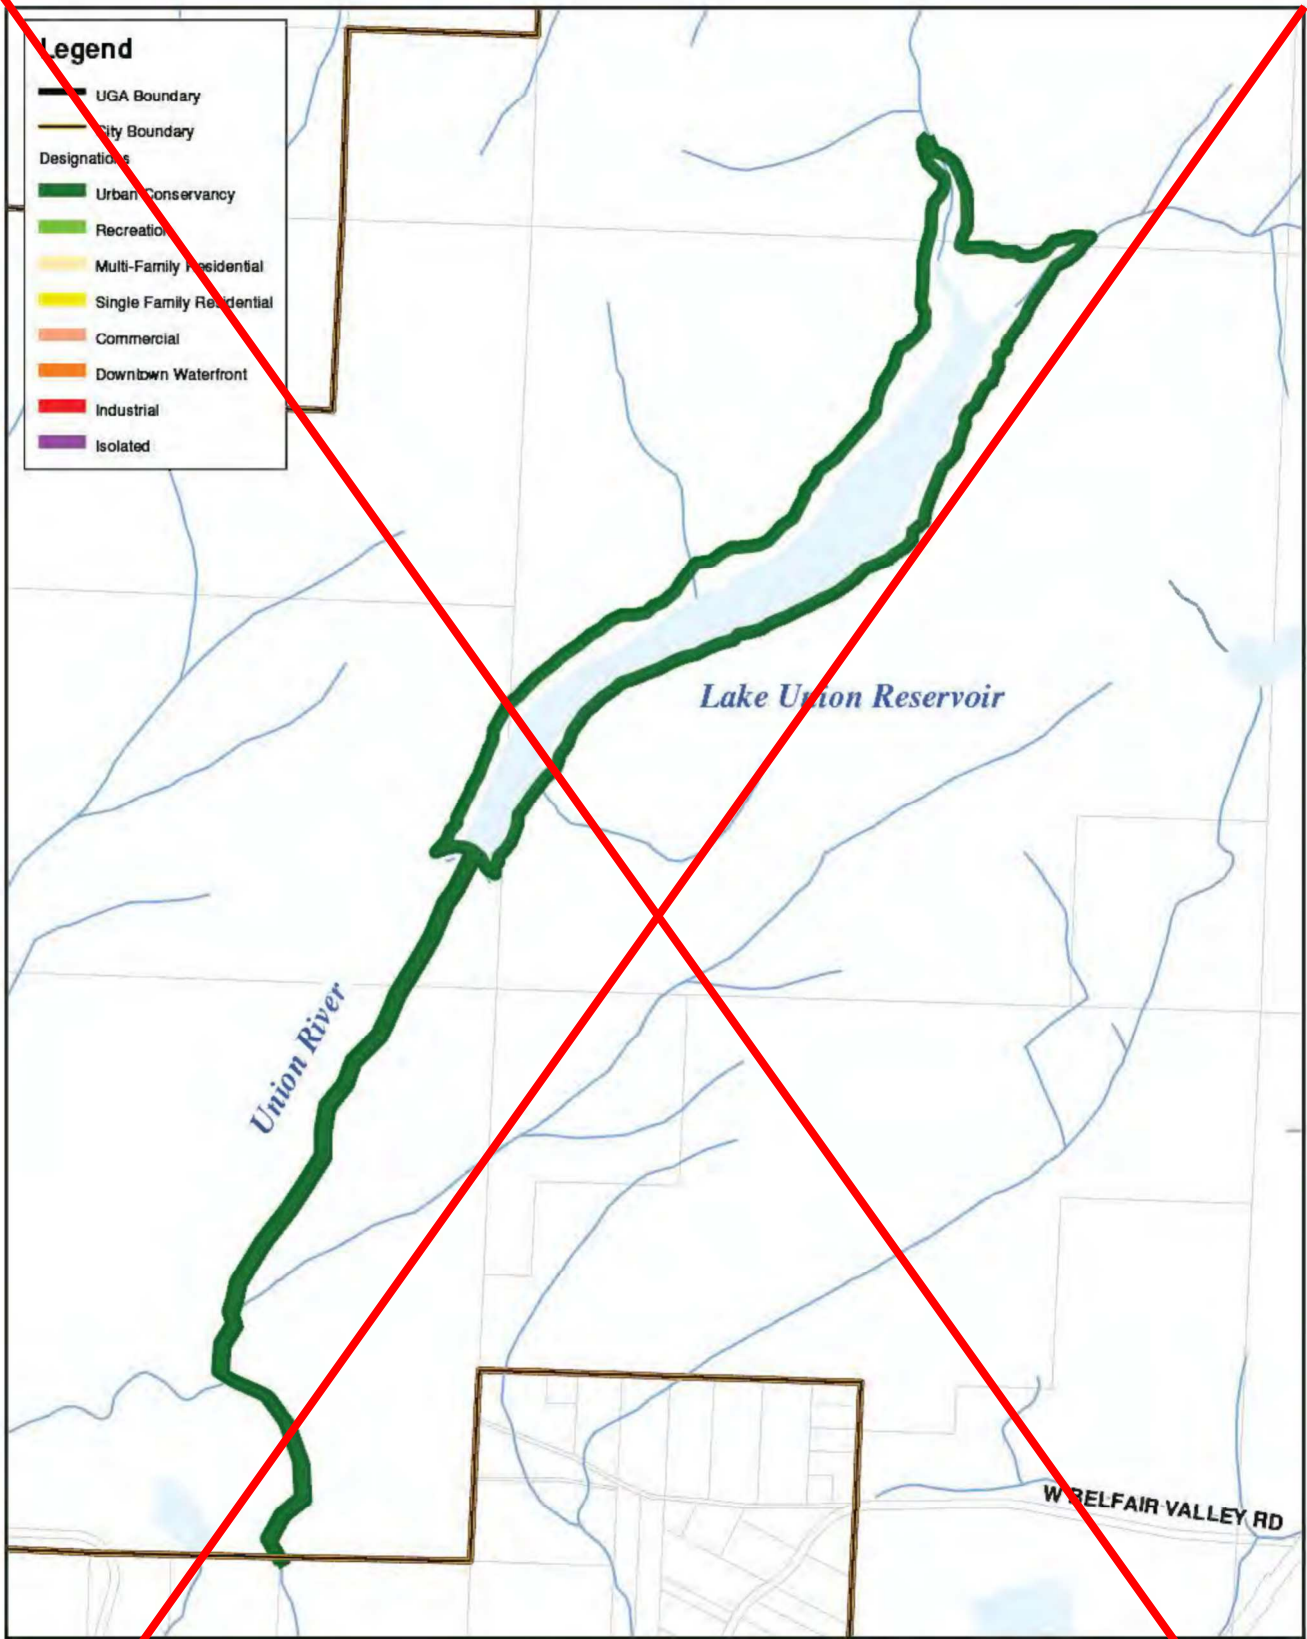 Legend
UGA Boundary
City Boundary
Designations
Urban Conservancy
Recreation
Multi-Family Residential
Single Family Residential
Commercial
Downtown Waterfront
Industrial
Isolated
Lake Union Reservoir
Union River
W BELFAIR VALLEY RD